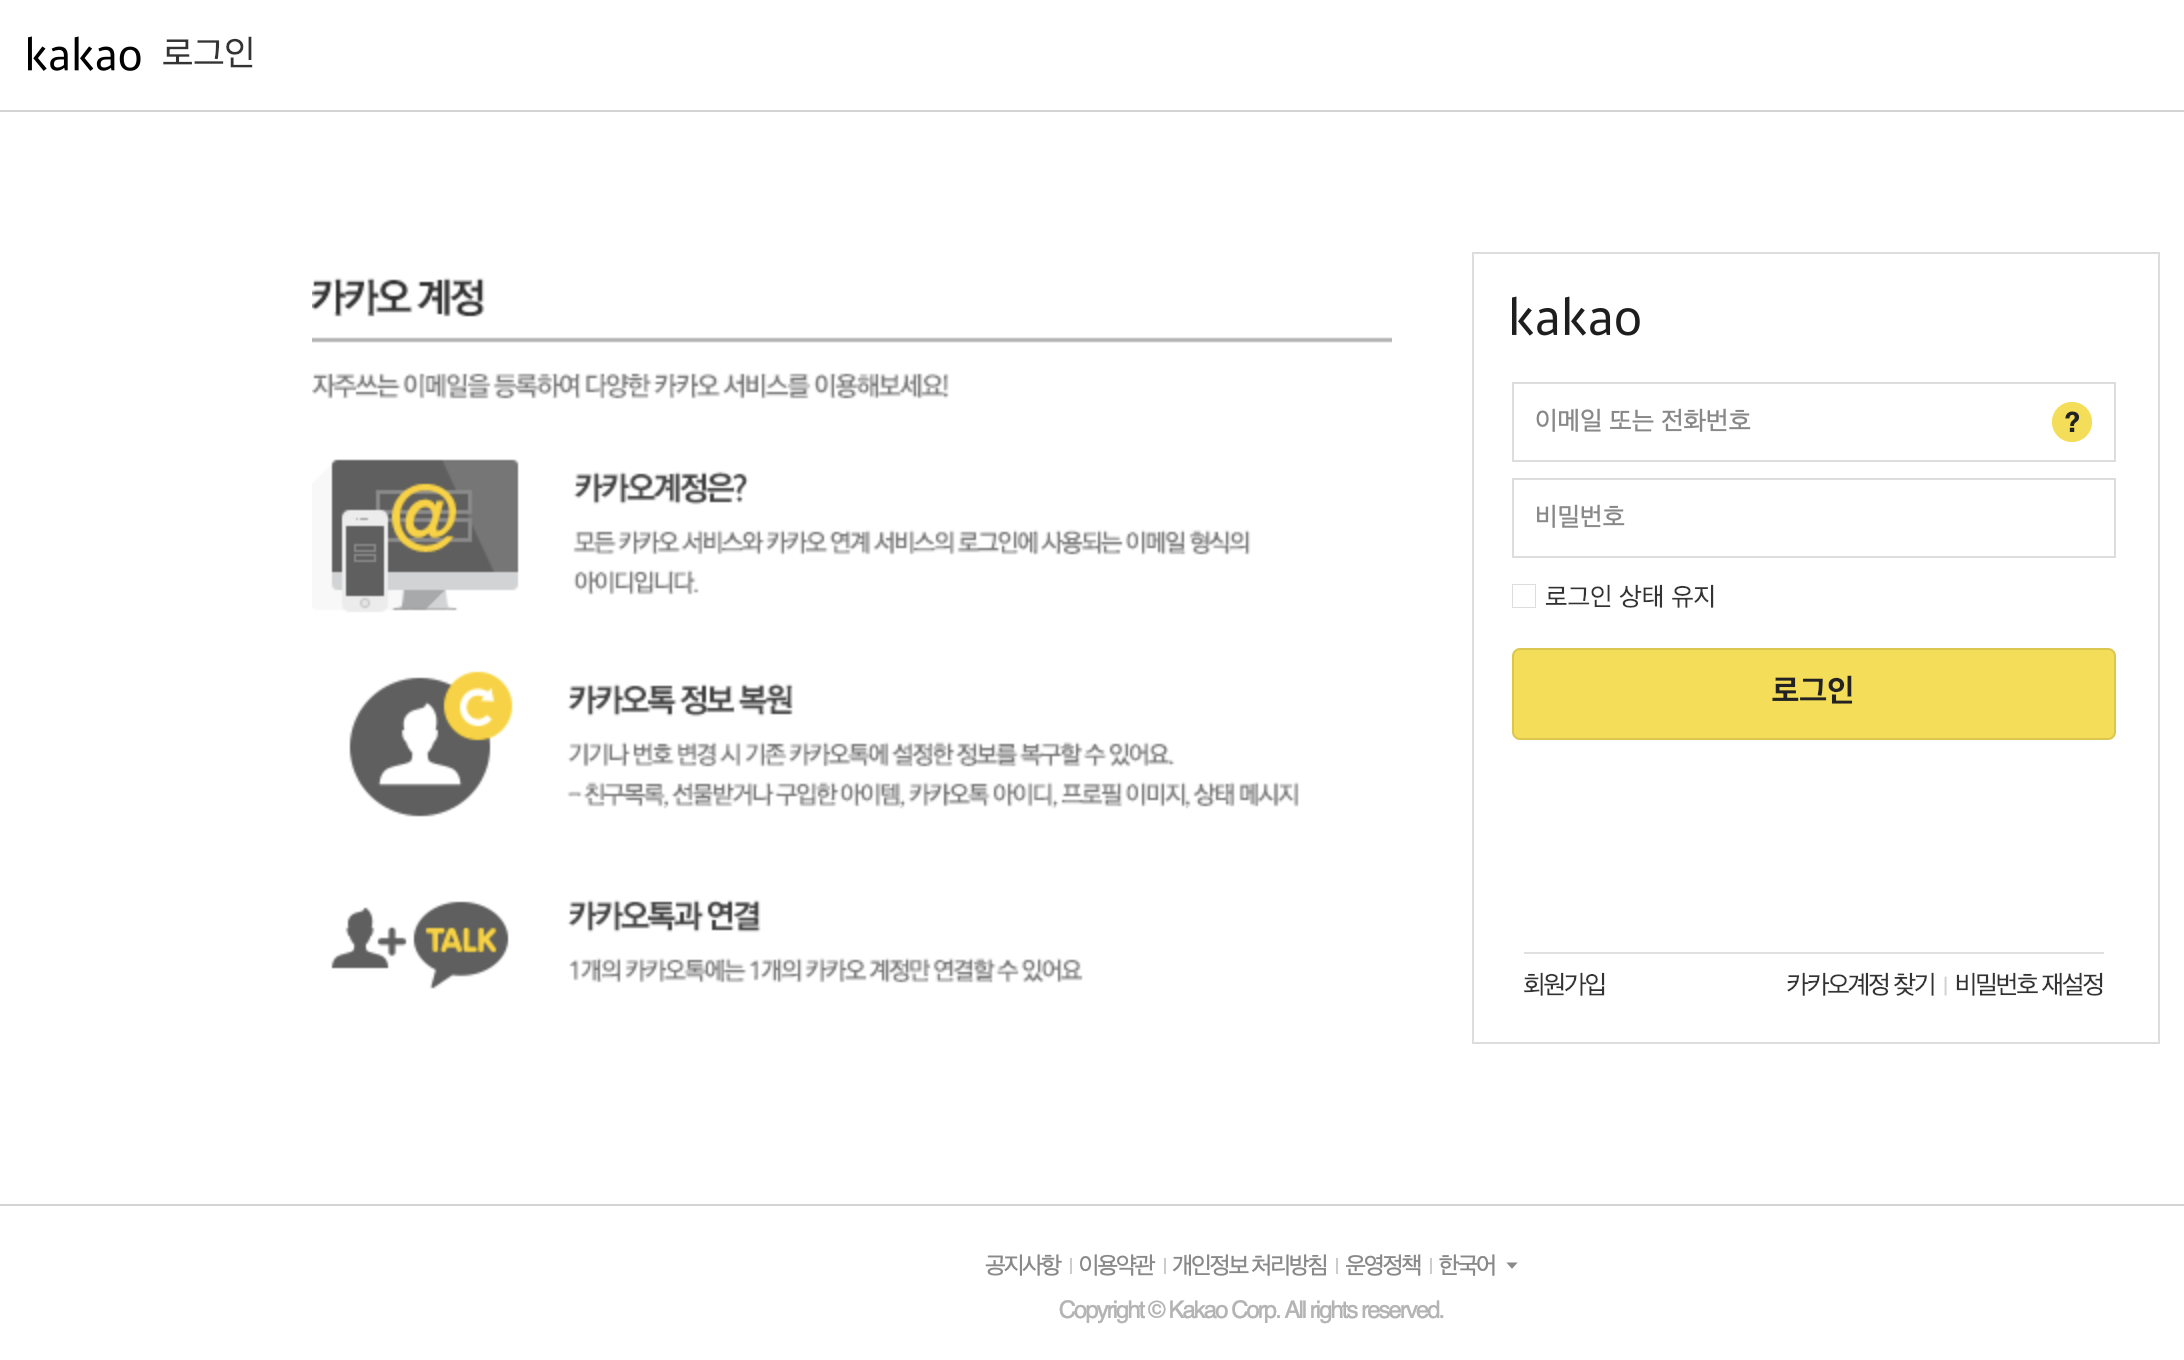 kakao 로그인
카카오 계정
자주쓰는 이메일을 등록하여 다양한 카카오 서비스를 이용해보세요!
@
카카오계정은?
모든 카카오 서비스와 카카오 연계 서비스의 로그인에 사용되는 이메일 형식의
아이디입니다.
카카오톡 정보 복원
기기나 번호 변경 시 기존 카카오톡에 설정한 정보를 복구할 수 있어요.
– 친구목록, 선물받거나 구입한 아이템, 카카오톡 아이디, 프로필 이미지, 상태 메시지
TALK
카카오톡과 연결
1개의 카카오톡에는 1개의 카카오 계정만 연결할 수 있어요
kakao
이메일 또는 전화번호 ?
비밀번호
로그인 상태 유지
로그인
회원가입 카카오계정 찾기 | 비밀번호 재설정
공지사항 | 이용약관 | 개인정보 처리방침 | 운영정책 | 한국어
Copyright © Kakao Corp. All rights reserved.